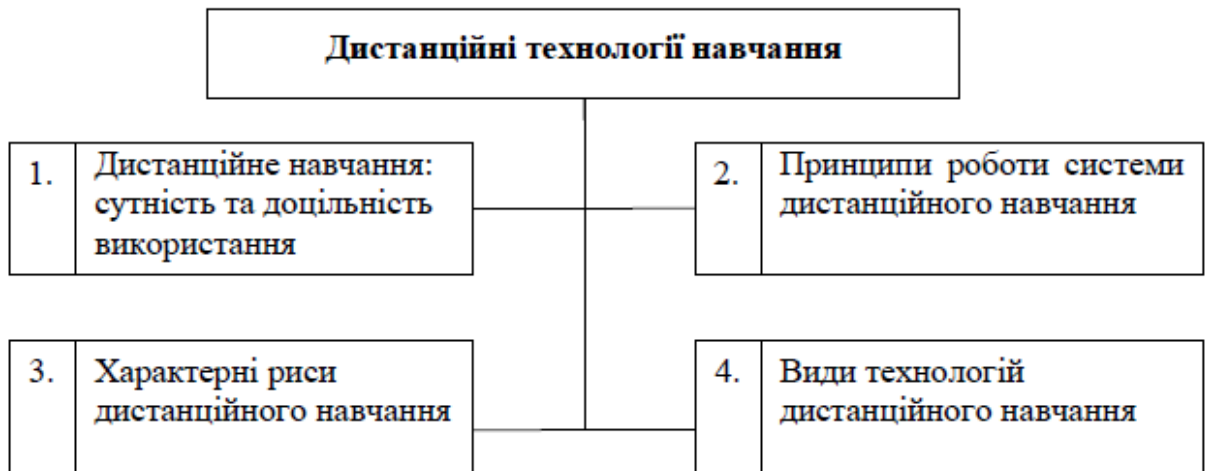 Дистанційні технології навчання
1. Дистанційне навчання:
сутність та доцільність
використання
2. Принципи роботи системи
дистанційного навчання
3. Характерні риси
дистанційного навчання
4. Види технологій
дистанційного навчання